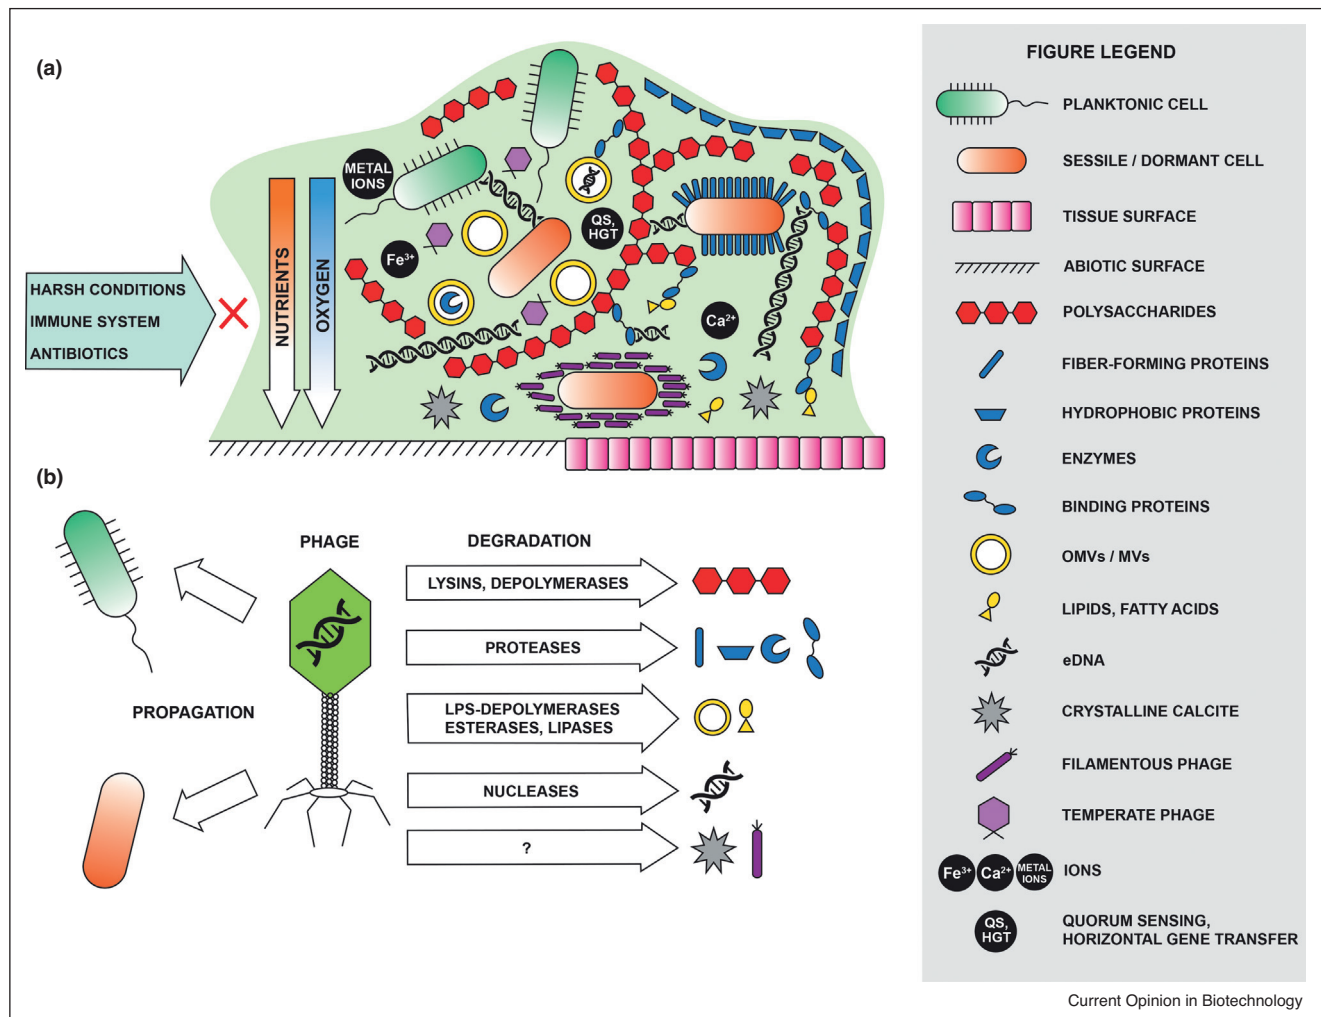 (a)
METAL
IONS
QS,
HGT
Fe³⁺
Ca²⁺
NUTRIENTS
OXYGEN
HARSH CONDITIONS
IMMUNE SYSTEM
ANTIBIOTICS
(b)
PHAGE
DEGRADATION
LYSINS, DEPOLYMERASES
PROTEASES
PROPAGATION
LPS-DEPOLYMERASES
ESTERASES, LIPASES
NUCLEASES
?
FIGURE LEGEND
PLANKTONIC CELL
SESSILE / DORMANT CELL
TISSUE SURFACE
ABIOTIC SURFACE
POLYSACCHARIDES
FIBER-FORMING PROTEINS
HYDROPHOBIC PROTEINS
ENZYMES
BINDING PROTEINS
OMVs / MVs
LIPIDS, FATTY ACIDS
eDNA
CRYSTALLINE CALCITE
FILAMENTOUS PHAGE
TEMPERATE PHAGE
Fe³⁺ Ca²⁺ METAL IONS IONS
QS,
HGT
QUORUM SENSING,
HORIZONTAL GENE TRANSFER
Current Opinion in Biotechnology